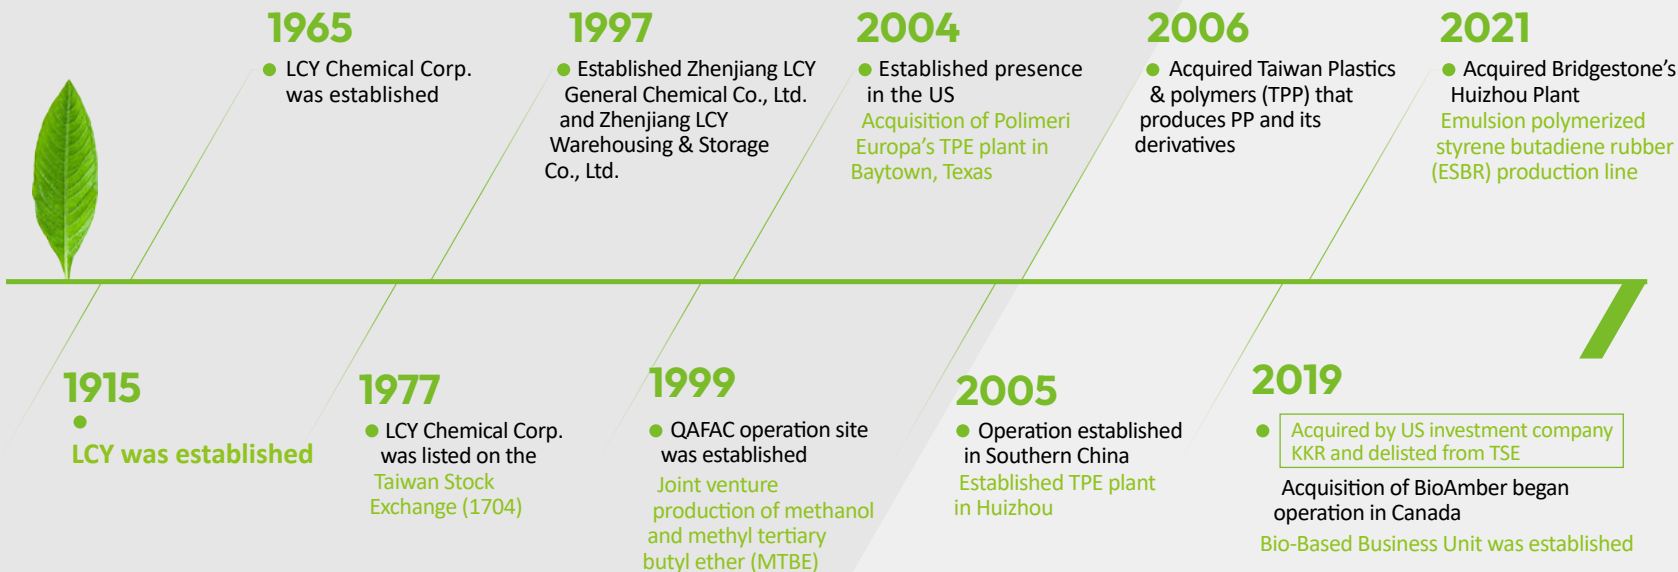 1965
LCY Chemical Corp.
was established
1997
Established Zhenjiang LCY
General Chemical Co., Ltd.
and Zhenjiang LCY
Warehousing & Storage
Co., Ltd.
2004
Established presence
in the US
Acquisition of Polimeri
Europa's TPE plant in
Baytown, Texas
2006
Acquired Taiwan Plastics
& polymers (TPP) that
produces PP and its
derivatives
2021
Acquired Bridgestone's
Huizhou Plant
Emulsion polymerized
styrene butadiene rubber
(ESBR) production line
1915
LCY was established
1977
LCY Chemical Corp.
was listed on the
Taiwan Stock
Exchange (1704)
1999
QAFAC operation site
was established
Joint venture
production of methanol
and methyl tertiary
butyl ether (MTBE)
2005
Operation established
in Southern China
Established TPE plant
in Huizhou
2019
Acquired by US investment company
KKR and delisted from TSE
Acquisition of BioAmber began
operation in Canada
Bio-Based Business Unit was established